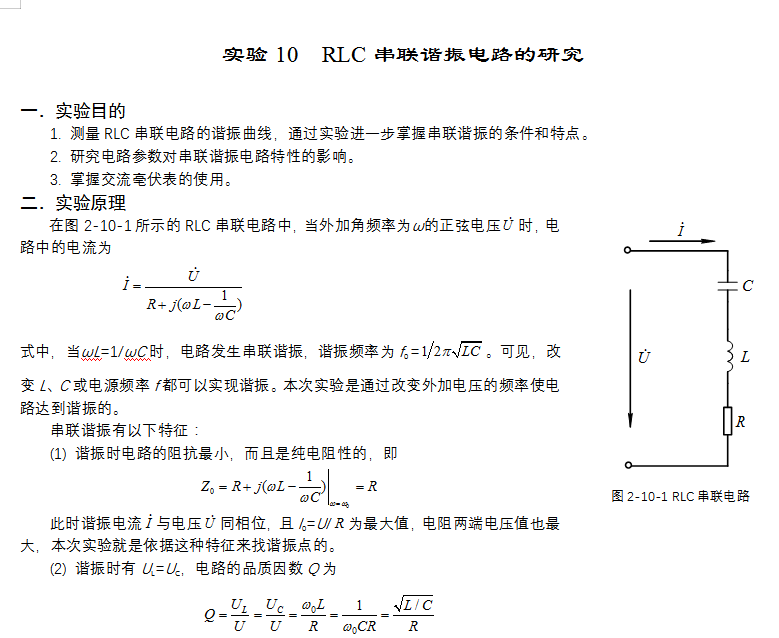 实验 10 RLC 串联谐振电路的研究
一．实验目的
1. 测量 RLC 串联电路的谐振曲线，通过实验进一步掌握串联谐振的条件和特点。
2. 研究电路参数对串联谐振电路特性的影响。
3. 掌握交流毫伏表的使用。
二．实验原理
在图 2-10-1 所示的 RLC 串联电路中，当外加角频率为ω的正弦电压U̇ 时，电
路中的电流为
İ = U̇ / (R + j(ωL − 1/(ωC)))
式中，当ωL=1/ωC 时，电路发生串联谐振，谐振频率为 f₀=1/2π√LC 。可见，改
变 L、C 或电源频率 f 都可以实现谐振。本次实验是通过改变外加电压的频率使电
路达到谐振的。
串联谐振有以下特征：
(1) 谐振时电路的阻抗最小，而且是纯电阻性的，即
Z₀ = R + j(ωL − 1/(ωC))|ω=ω₀ = R
此时谐振电流 İ 与电压U̇ 同相位，且 I₀=U/ R 为最大值，电阻两端电压值也最
大，本次实验就是依据这种特征来找谐振点的。
(2) 谐振时有 U_L=U_C，电路的品质因数 Q 为
Q = U_L/U = U_C/U = ω₀L/R = 1/(ω₀CR) = √(L / C)/R
İ
C
U̇
L
R
图 2-10-1 RLC 串联电路